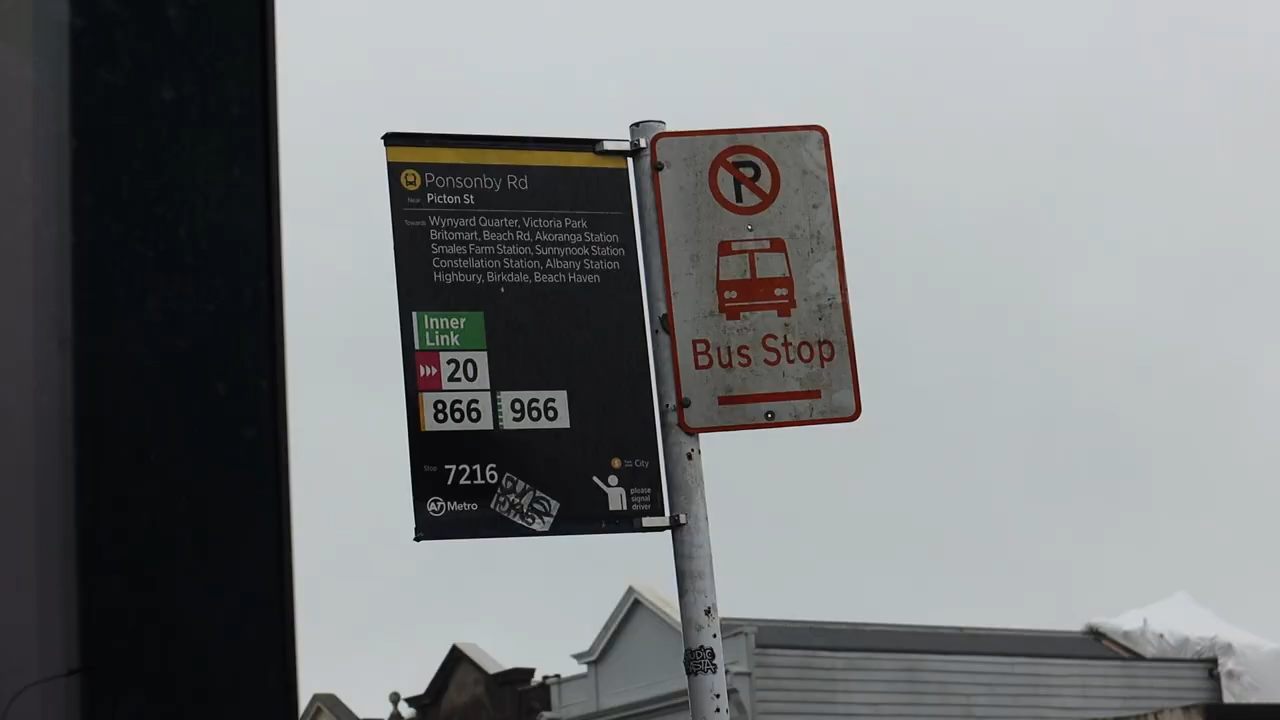 Ponsonby Rd
Near Picton St
Towards Wynyard Quarter, Victoria Park
Britomart, Beach Rd, Akoranga Station
Smales Farm Station, Sunnynook Station
Constellation Station, Albany Station
Highbury, Birkdale, Beach Haven
Inner
Link
20
866
966
Stop 7216
AT Metro
City
please
signal
driver
P
Bus Stop